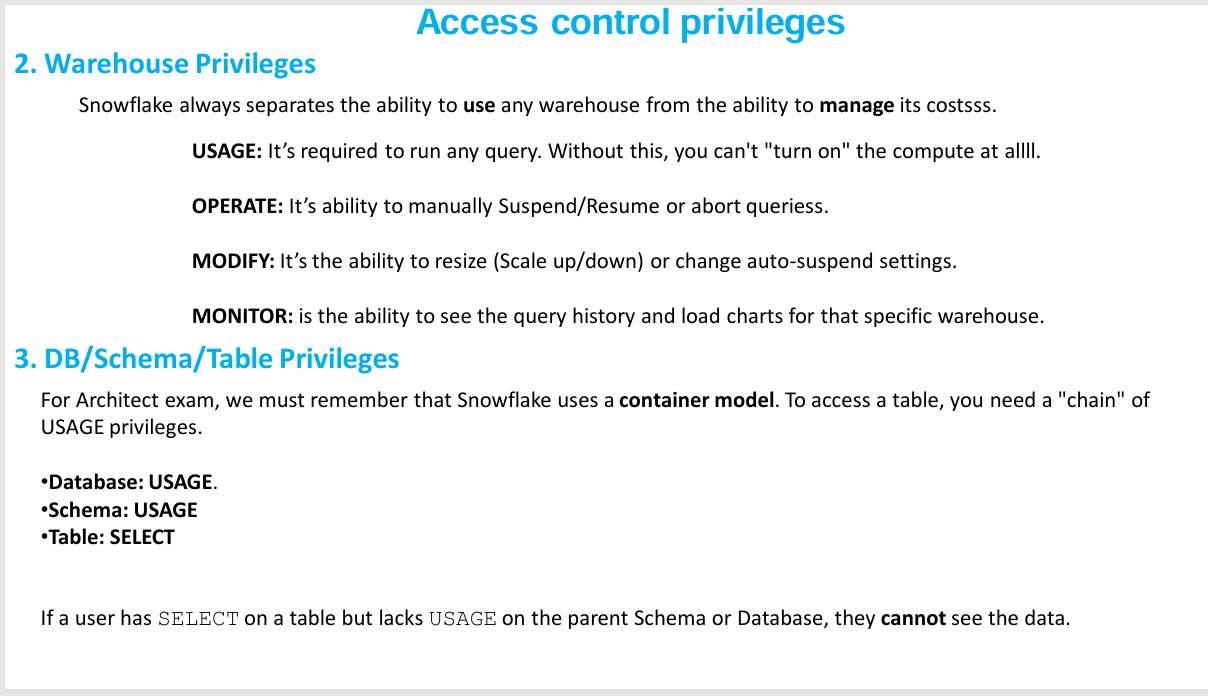 Access control privileges
2. Warehouse Privileges
Snowflake always separates the ability to use any warehouse from the ability to manage its costsss.
USAGE: It’s required to run any query. Without this, you can't "turn on" the compute at allll.
OPERATE: It’s ability to manually Suspend/Resume or abort queriess.
MODIFY: It’s the ability to resize (Scale up/down) or change auto-suspend settings.
MONITOR: is the ability to see the query history and load charts for that specific warehouse.
3. DB/Schema/Table Privileges
For Architect exam, we must remember that Snowflake uses a container model. To access a table, you need a "chain" of
USAGE privileges.
•Database: USAGE.
•Schema: USAGE
•Table: SELECT
If a user has SELECT on a table but lacks USAGE on the parent Schema or Database, they cannot see the data.